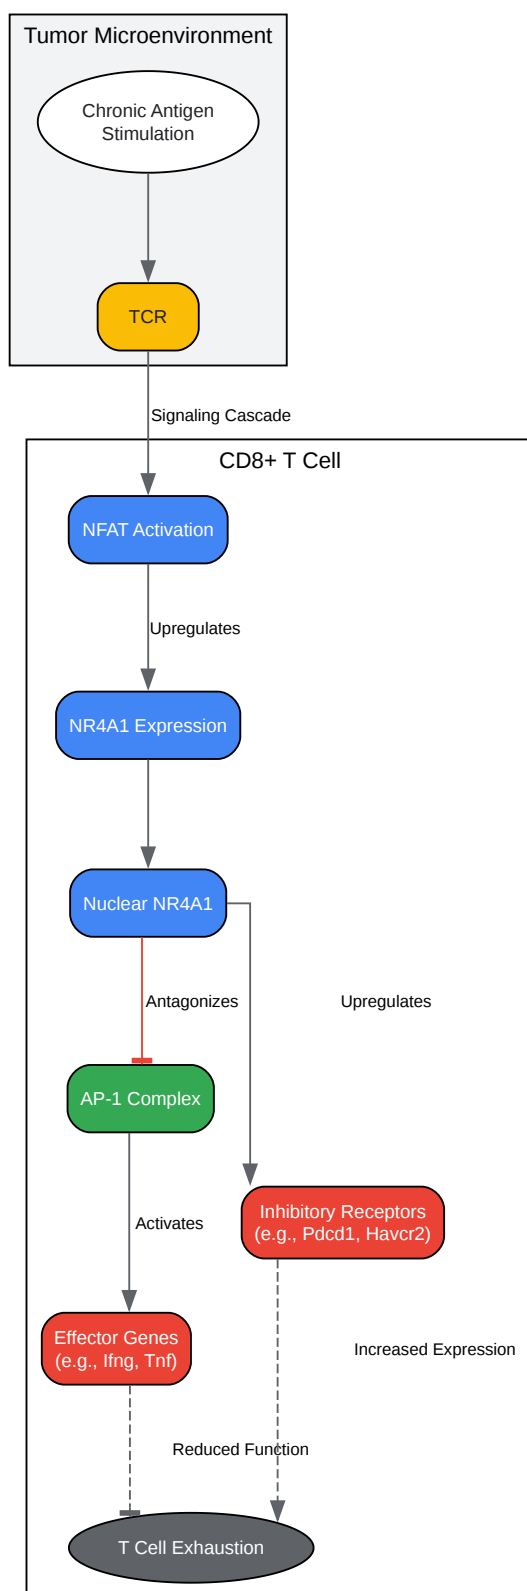 Tumor Microenvironment
Chronic Antigen
Stimulation
TCR
Signaling Cascade
CD8+ T Cell
NFAT Activation
Upregulates
NR4A1 Expression
Nuclear NR4A1
Antagonizes
Upregulates
AP-1 Complex
Activates
Inhibitory Receptors
(e.g., Pdcd1, Havcr2)
Effector Genes
(e.g., Ifng, Tnf)
Increased Expression
Reduced Function
T Cell Exhaustion